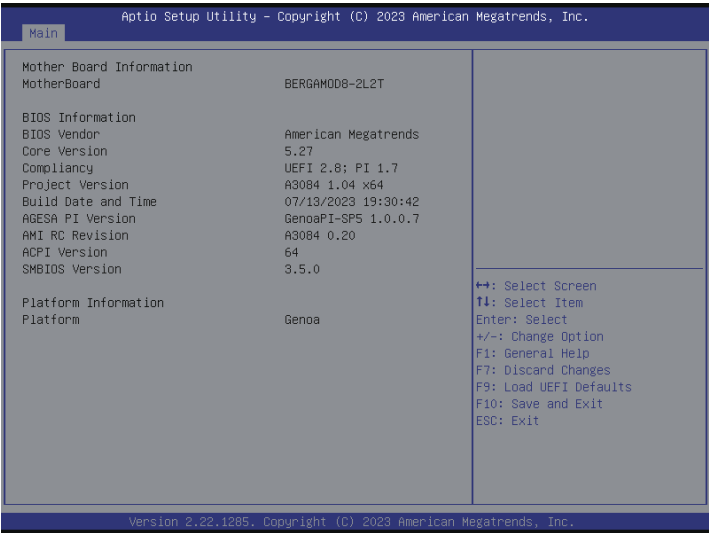 Aptio Setup Utility – Copyright (C) 2023 American Megatrends, Inc.
Main
Mother Board Information
MotherBoard BERGAMOD8-2L2T
BIOS Information
BIOS Vendor American Megatrends
Core Version 5.27
Compliancy UEFI 2.8; PI 1.7
Project Version A3084 1.04 x64
Build Date and Time 07/13/2023 19:30:42
AGESA PI Version GenoaPI-SP5 1.0.0.7
AMI RC Revision A3084 0.20
ACPI Version 64
SMBIOS Version 3.5.0
Platform Information
Platform Genoa
↔: Select Screen
↑↓: Select Item
Enter: Select
+/-: Change Option
F1: General Help
F7: Discard Changes
F9: Load UEFI Defaults
F10: Save and Exit
ESC: Exit
Version 2.22.1285. Copyright (C) 2023 American Megatrends, Inc.